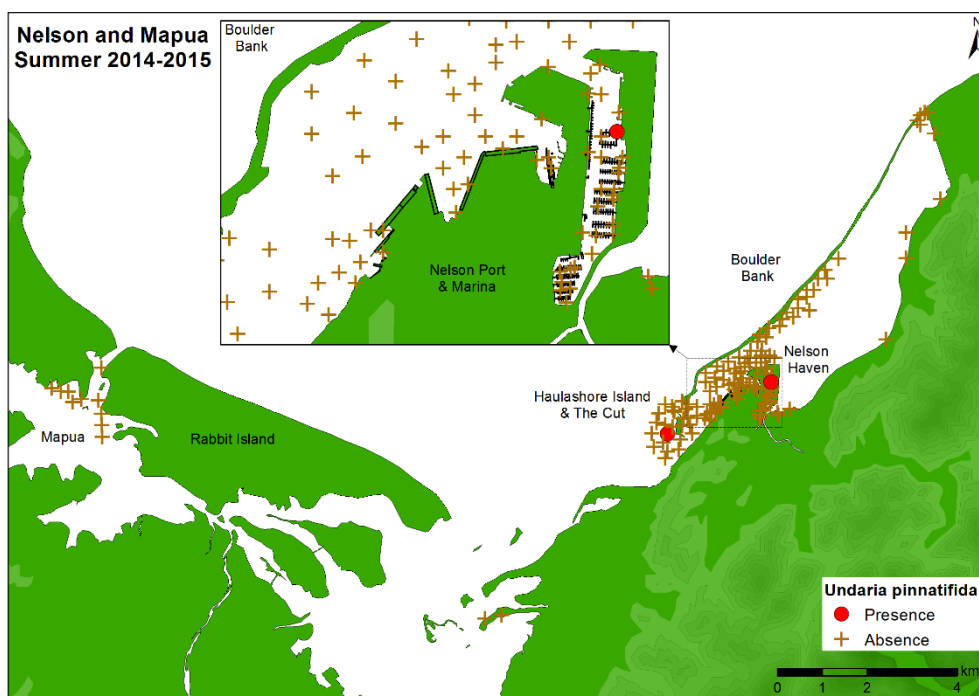 Nelson and Mapua
Summer 2014-2015
Boulder
Bank
N
Nelson Port
& Marina
Boulder
Bank
Nelson
Haven
Haulashore Island
& The Cut
Mapua
Rabbit Island
Undaria pinnatifida
Presence
Absence
0 1 2 4
km